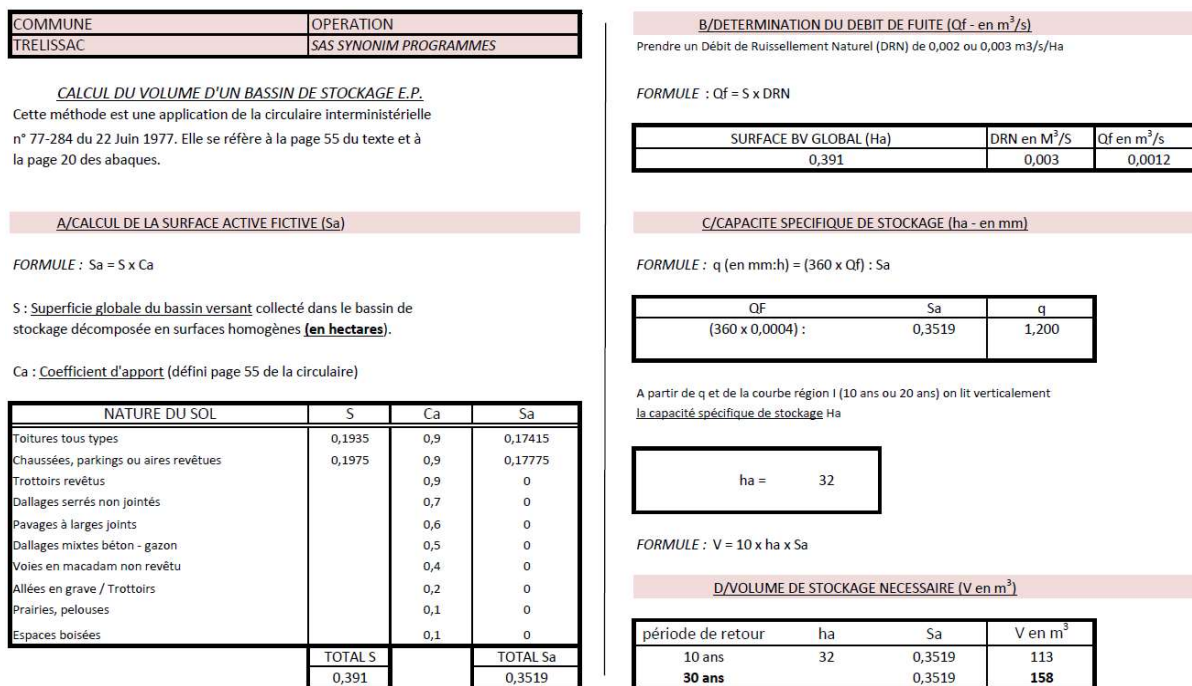 COMMUNE OPERATION
TRELISSAC SAS SYNONIM PROGRAMMES
CALCUL DU VOLUME D'UN BASSIN DE STOCKAGE E.P.
Cette méthode est une application de la circulaire interministérielle
n° 77-284 du 22 Juin 1977. Elle se réfère à la page 55 du texte et à
la page 20 des abaques.
A/CALCUL DE LA SURFACE ACTIVE FICTIVE (Sa)
FORMULE : Sa = S x Ca
S : Superficie globale du bassin versant collecté dans le bassin de
stockage décomposée en surfaces homogènes (en hectares).
Ca : Coefficient d'apport (défini page 55 de la circulaire)
NATURE DU SOL S Ca Sa
Toitures tous types 0,1935 0,9 0,17415
Chaussées, parkings ou aires revêtues 0,1975 0,9 0,17775
Trottoirs revêtus 0,9 0
Dallages serrés non jointés 0,7 0
Pavages à larges joints 0,6 0
Dallages mixtes béton - gazon 0,5 0
Voies en macadam non revêtu 0,4 0
Allées en grave / Trottoirs 0,2 0
Prairies, pelouses 0,1 0
Espaces boisées 0,1 0
TOTAL S TOTAL Sa
0,391 0,3519
B/DETERMINATION DU DEBIT DE FUITE (Qf - en m³/s)
Prendre un Débit de Ruissellement Naturel (DRN) de 0,002 ou 0,003 m3/s/Ha
FORMULE : Qf = S x DRN
SURFACE BV GLOBAL (Ha) DRN en M³/S Qf en m³/s
0,391 0,003 0,0012
C/CAPACITE SPECIFIQUE DE STOCKAGE (ha - en mm)
FORMULE : q (en mm:h) = (360 x Qf) : Sa
QF Sa q
(360 x 0,0004) : 0,3519 1,200
A partir de q et de la courbe région I (10 ans ou 20 ans) on lit verticalement
la capacité spécifique de stockage Ha
ha = 32
FORMULE : V = 10 x ha x Sa
D/VOLUME DE STOCKAGE NECESSAIRE (V en m³)
période de retour ha Sa V en m³
10 ans 32 0,3519 113
30 ans 0,3519 158